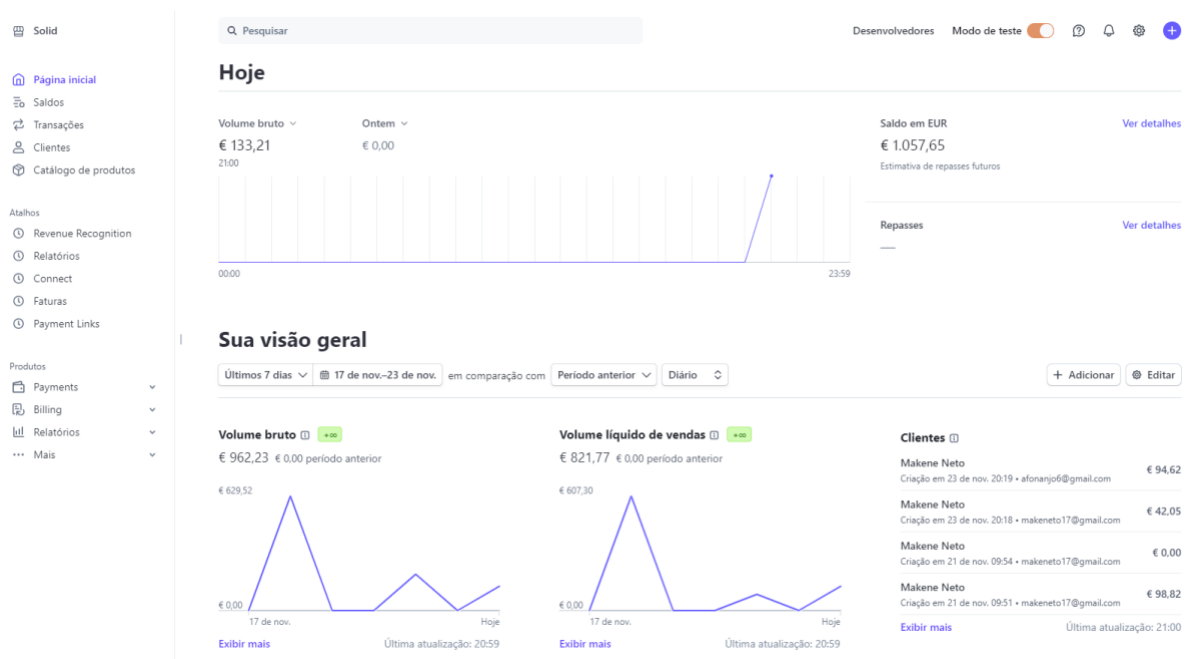 Solid
Pesquisar
Desenvolvedores
Modo de teste
Página inicial
Saldos
Transações
Clientes
Catálogo de produtos
Atalhos
Revenue Recognition
Relatórios
Connect
Faturas
Payment Links
Produtos
Payments
Billing
Relatórios
Mais
Hoje
Volume bruto
€ 133,21
21:00
Ontem
€ 0,00
00:00
23:59
Saldo em EUR
Ver detalhes
€ 1.057,65
Estimativa de repasses futuros
Repasses
Ver detalhes
—
Sua visão geral
Últimos 7 dias
17 de nov.–23 de nov.
em comparação com
Período anterior
Diário
+ Adicionar
Editar
Volume bruto
+∞
€ 962,23 € 0,00 período anterior
€ 629,52
€ 0,00
17 de nov.
Hoje
Exibir mais
Última atualização: 20:59
Volume líquido de vendas
+∞
€ 821,77 € 0,00 período anterior
€ 607,30
€ 0,00
17 de nov.
Hoje
Exibir mais
Última atualização: 20:59
Clientes
Makene Neto
Criação em 23 de nov. 20:19 • afonanjo6@gmail.com
€ 94,62
Makene Neto
Criação em 23 de nov. 20:18 • makeneto17@gmail.com
€ 42,05
Makene Neto
Criação em 21 de nov. 09:54 • makeneto17@gmail.com
€ 0,00
Makene Neto
Criação em 21 de nov. 09:51 • makeneto17@gmail.com
€ 98,82
Exibir mais
Última atualização: 21:00